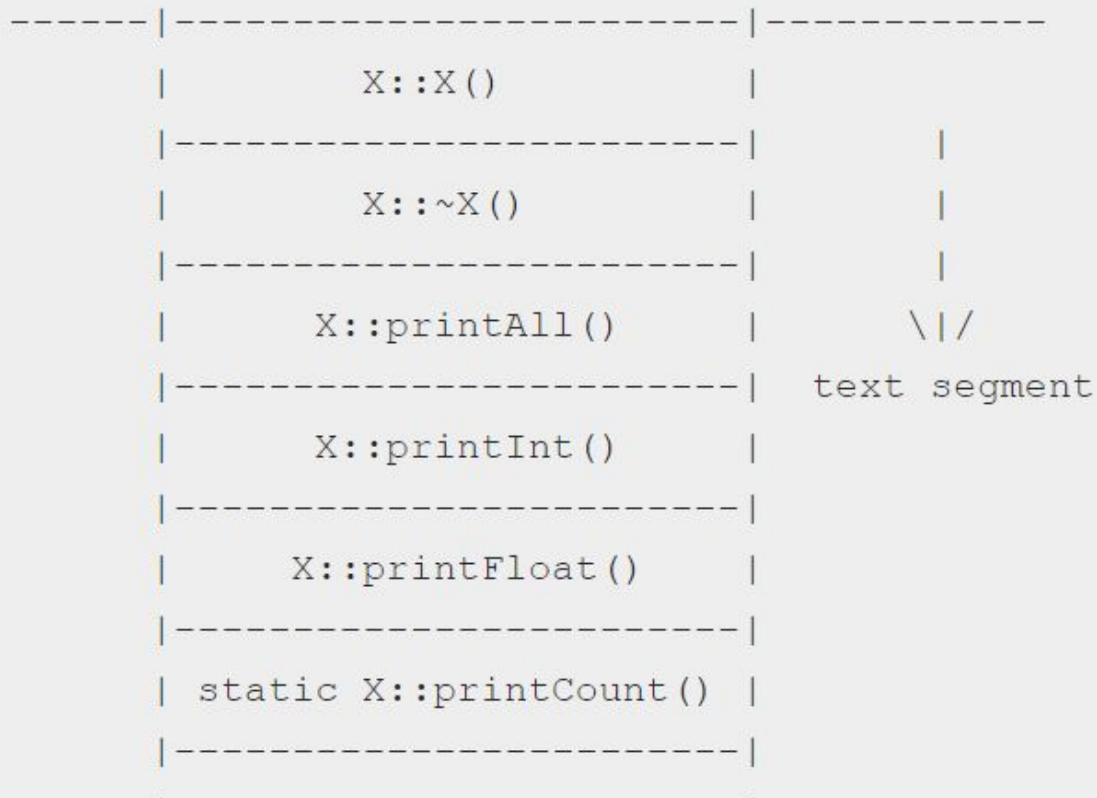 ------|------------------------|------------
|        X::X()          |
|------------------------|        |
|        X::~X()         |        |
|------------------------|        |
|      X::printAll()     |       \|/
|------------------------|  text segment
|      X::printInt()     |
|------------------------|
|     X::printFloat()    |
|------------------------|
| static X::printCount() |
|------------------------|